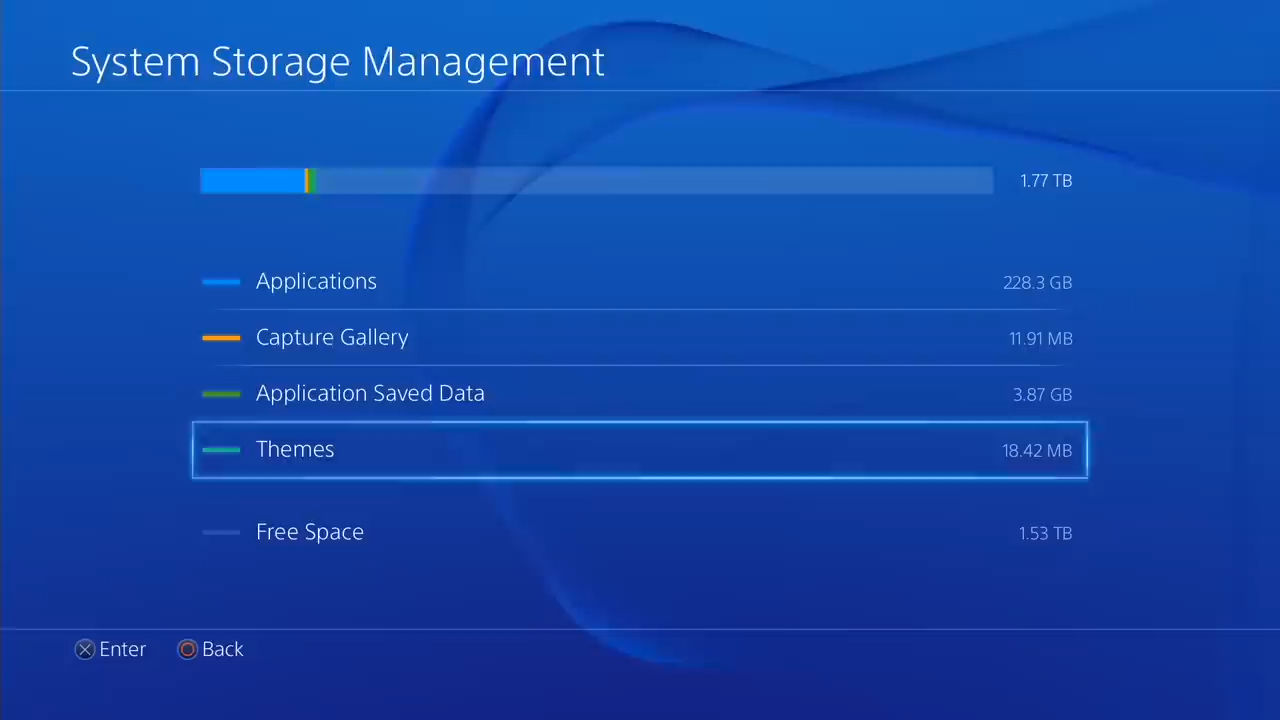 System Storage Management
1.77 TB
Applications 228.3 GB
Capture Gallery 11.91 MB
Application Saved Data 3.87 GB
Themes 18.42 MB
Free Space 1.53 TB
Enter Back